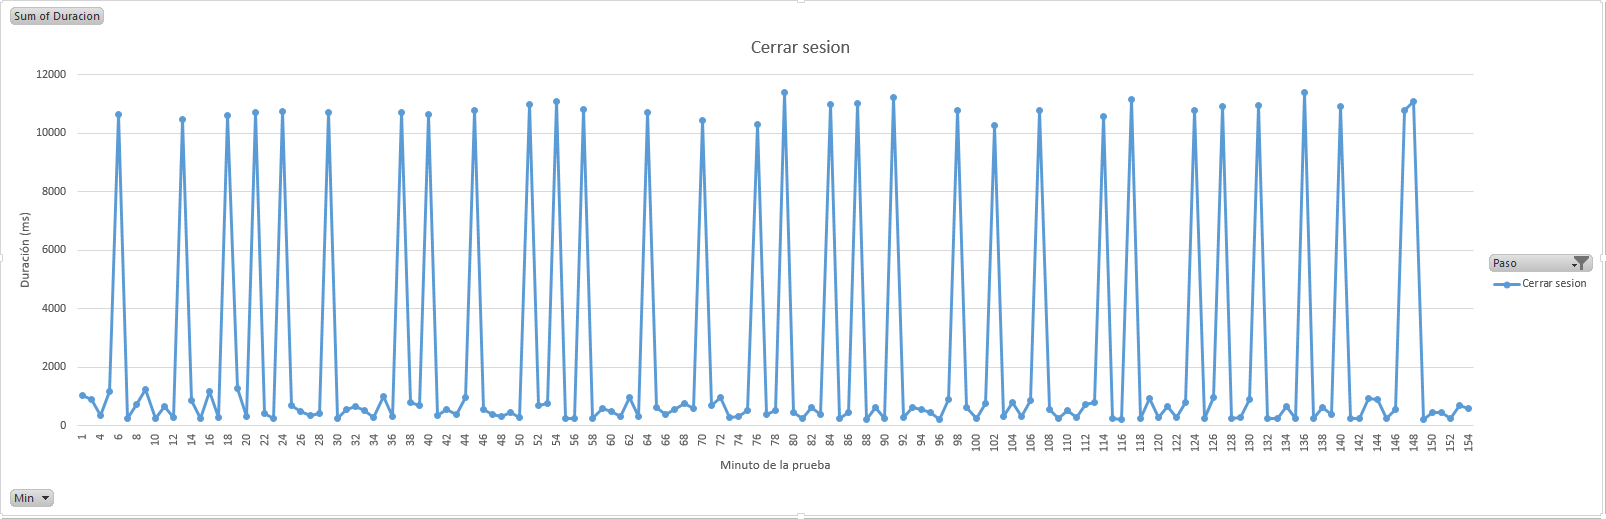 Sum of Duracion
Cerrar sesion
12000
10000
8000
6000
4000
2000
0
Duración (ms)
1 4 6 8 10 12 14 16 18 20 22 24 26 28 30 32 34 36 38 40 42 44 46 48 50 52 54 56 58 60 62 64 66 68 70 72 74 76 78 80 82 84 86 88 90 92 94 96 98 100 102 104 106 108 110 112 114 116 118 120 122 124 126 128 130 132 134 136 138 140 142 144 146 148 150 152 154
Minuto de la prueba
Paso
Cerrar sesion
Min